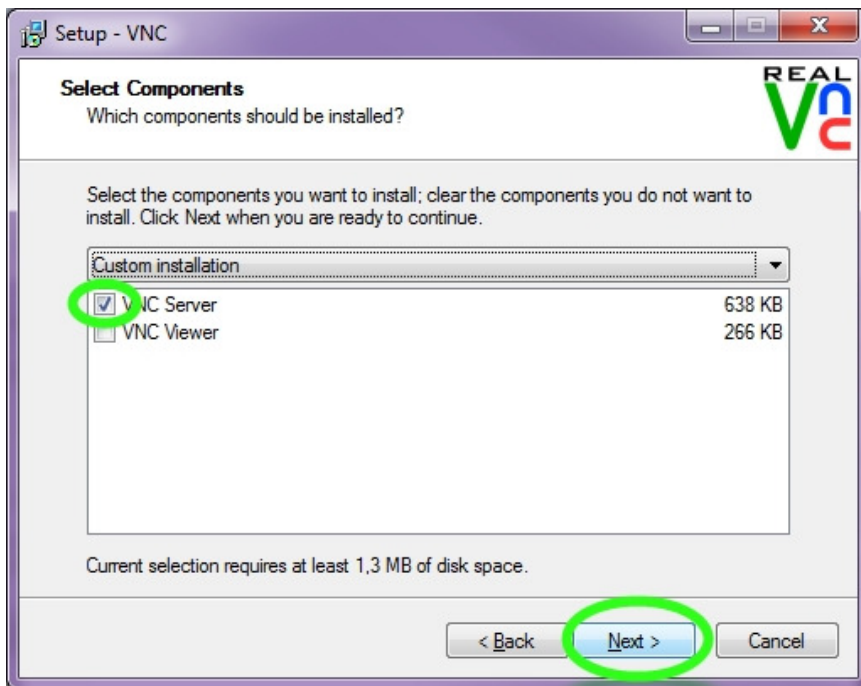 Setup - VNC
Select Components
Which components should be installed?
REAL
VNC
Select the components you want to install; clear the components you do not want to
install. Click Next when you are ready to continue.
Custom installation
VNC Server 638 KB
VNC Viewer 266 KB
Current selection requires at least 1,3 MB of disk space.
< Back Next > Cancel